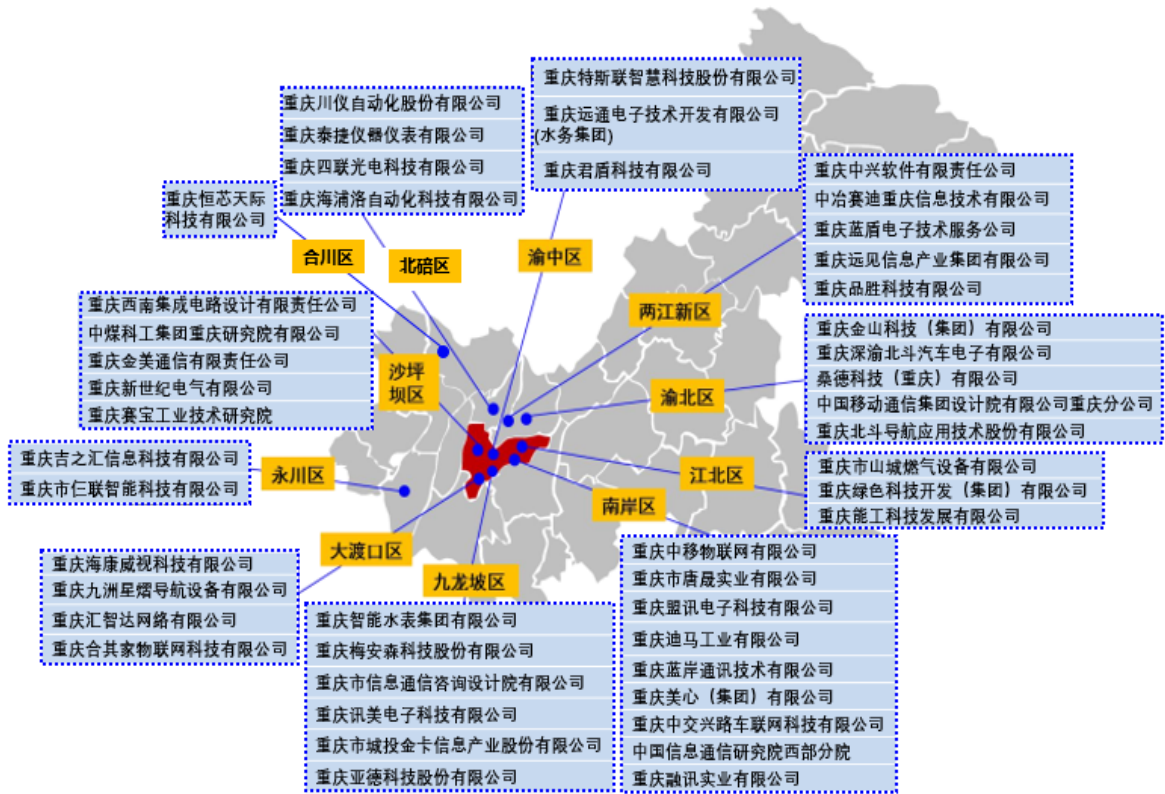 重庆特斯联智慧科技股份有限公司
重庆远通电子技术开发有限公司
(水务集团)
重庆君盾科技有限公司
重庆川仪自动化股份有限公司
重庆泰捷仪器仪表有限公司
重庆四联光电科技有限公司
重庆海浦洛自动化科技有限公司
重庆恒芯天际
科技有限公司
重庆中兴软件有限责任公司
中冶赛迪重庆信息技术有限公司
重庆蓝盾电子技术服务公司
重庆远见信息产业集团有限公司
重庆品胜科技有限公司
合川区
北碚区
渝中区
两江新区
重庆西南集成电路设计有限责任公司
中煤科工集团重庆研究院有限公司
重庆金美通信有限责任公司
重庆新世纪电气有限公司
重庆赛宝工业技术研究院
沙坪
坝区
渝北区
重庆金山科技（集团）有限公司
重庆深渝北斗汽车电子有限公司
桑德科技（重庆）有限公司
中国移动通信集团设计院有限公司重庆分公司
重庆北斗导航应用技术股份有限公司
重庆吉之汇信息科技有限公司
重庆市仨联智能科技有限公司
永川区
江北区
重庆市山城燃气设备有限公司
重庆绿色科技开发（集团）有限公司
重庆能工科技发展有限公司
南岸区
大渡口区
九龙坡区
重庆海康威视科技有限公司
重庆九洲星熠导航设备有限公司
重庆汇智达网络有限公司
重庆合其家物联网科技有限公司
重庆智能水表集团有限公司
重庆梅安森科技股份有限公司
重庆市信息通信咨询设计院有限公司
重庆讯美电子科技有限公司
重庆市城投金卡信息产业股份有限公司
重庆亚德科技股份有限公司
重庆中移物联网有限公司
重庆市唐晟实业有限公司
重庆盟讯电子科技有限公司
重庆迪马工业有限公司
重庆蓝岸通讯技术有限公司
重庆美心（集团）有限公司
重庆中交兴路车联网科技有限公司
中国信息通信研究院西部分院
重庆融讯实业有限公司